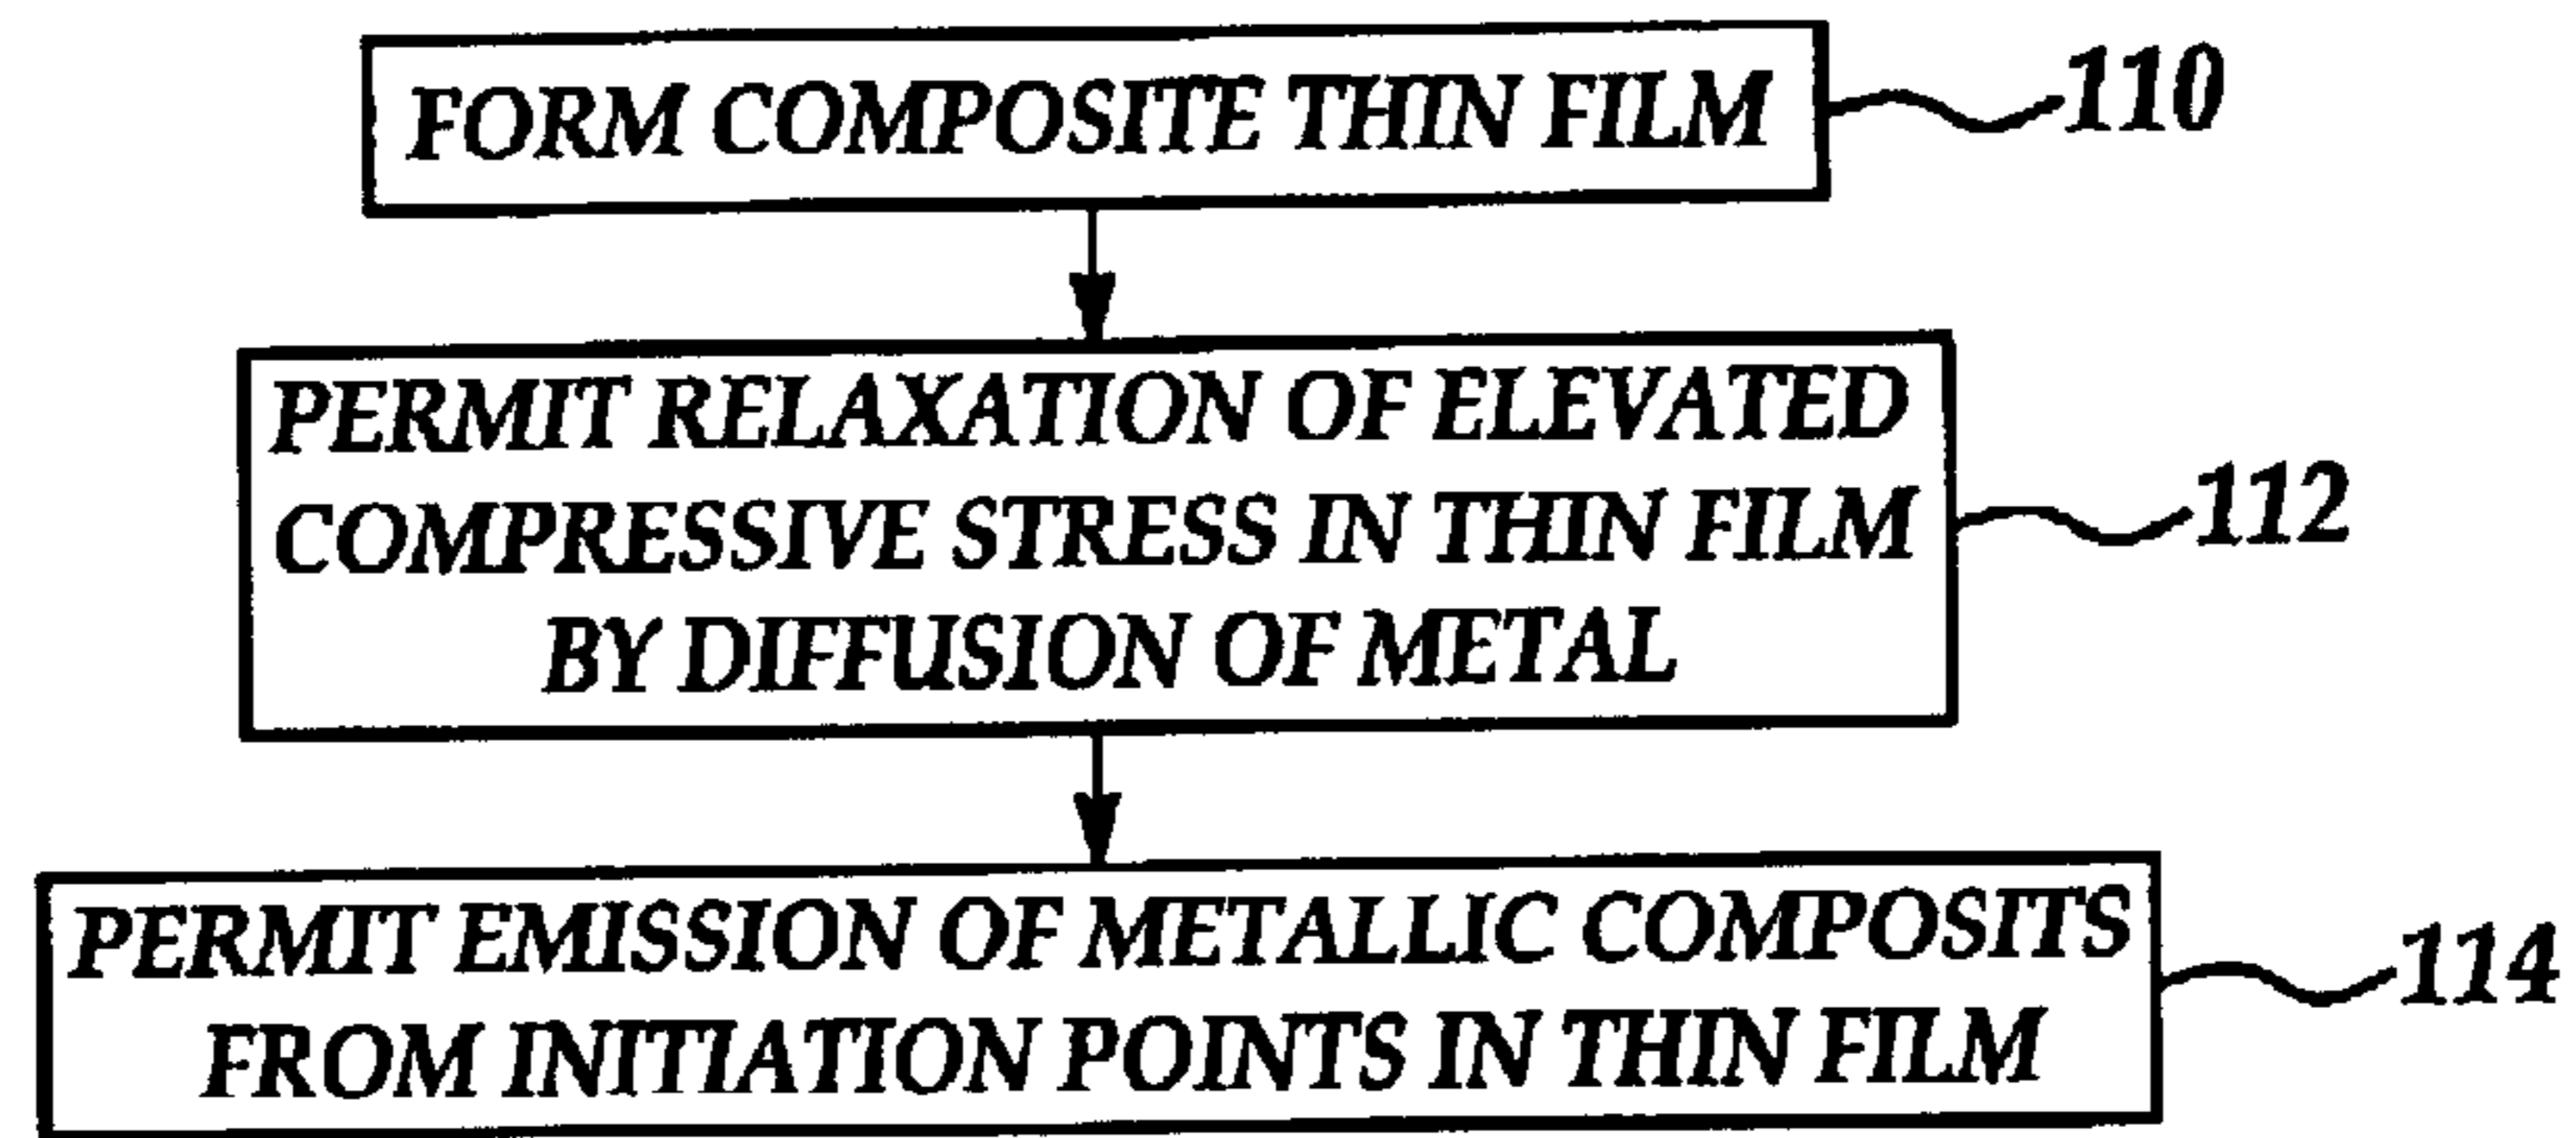 FORM COMPOSITE THIN FILM
110
PERMIT RELAXATION OF ELEVATED
COMPRESSIVE STRESS IN THIN FILM
BY DIFFUSION OF METAL
112
PERMIT EMISSION OF METALLIC COMPOSITS
FROM INITIATION POINTS IN THIN FILM
114